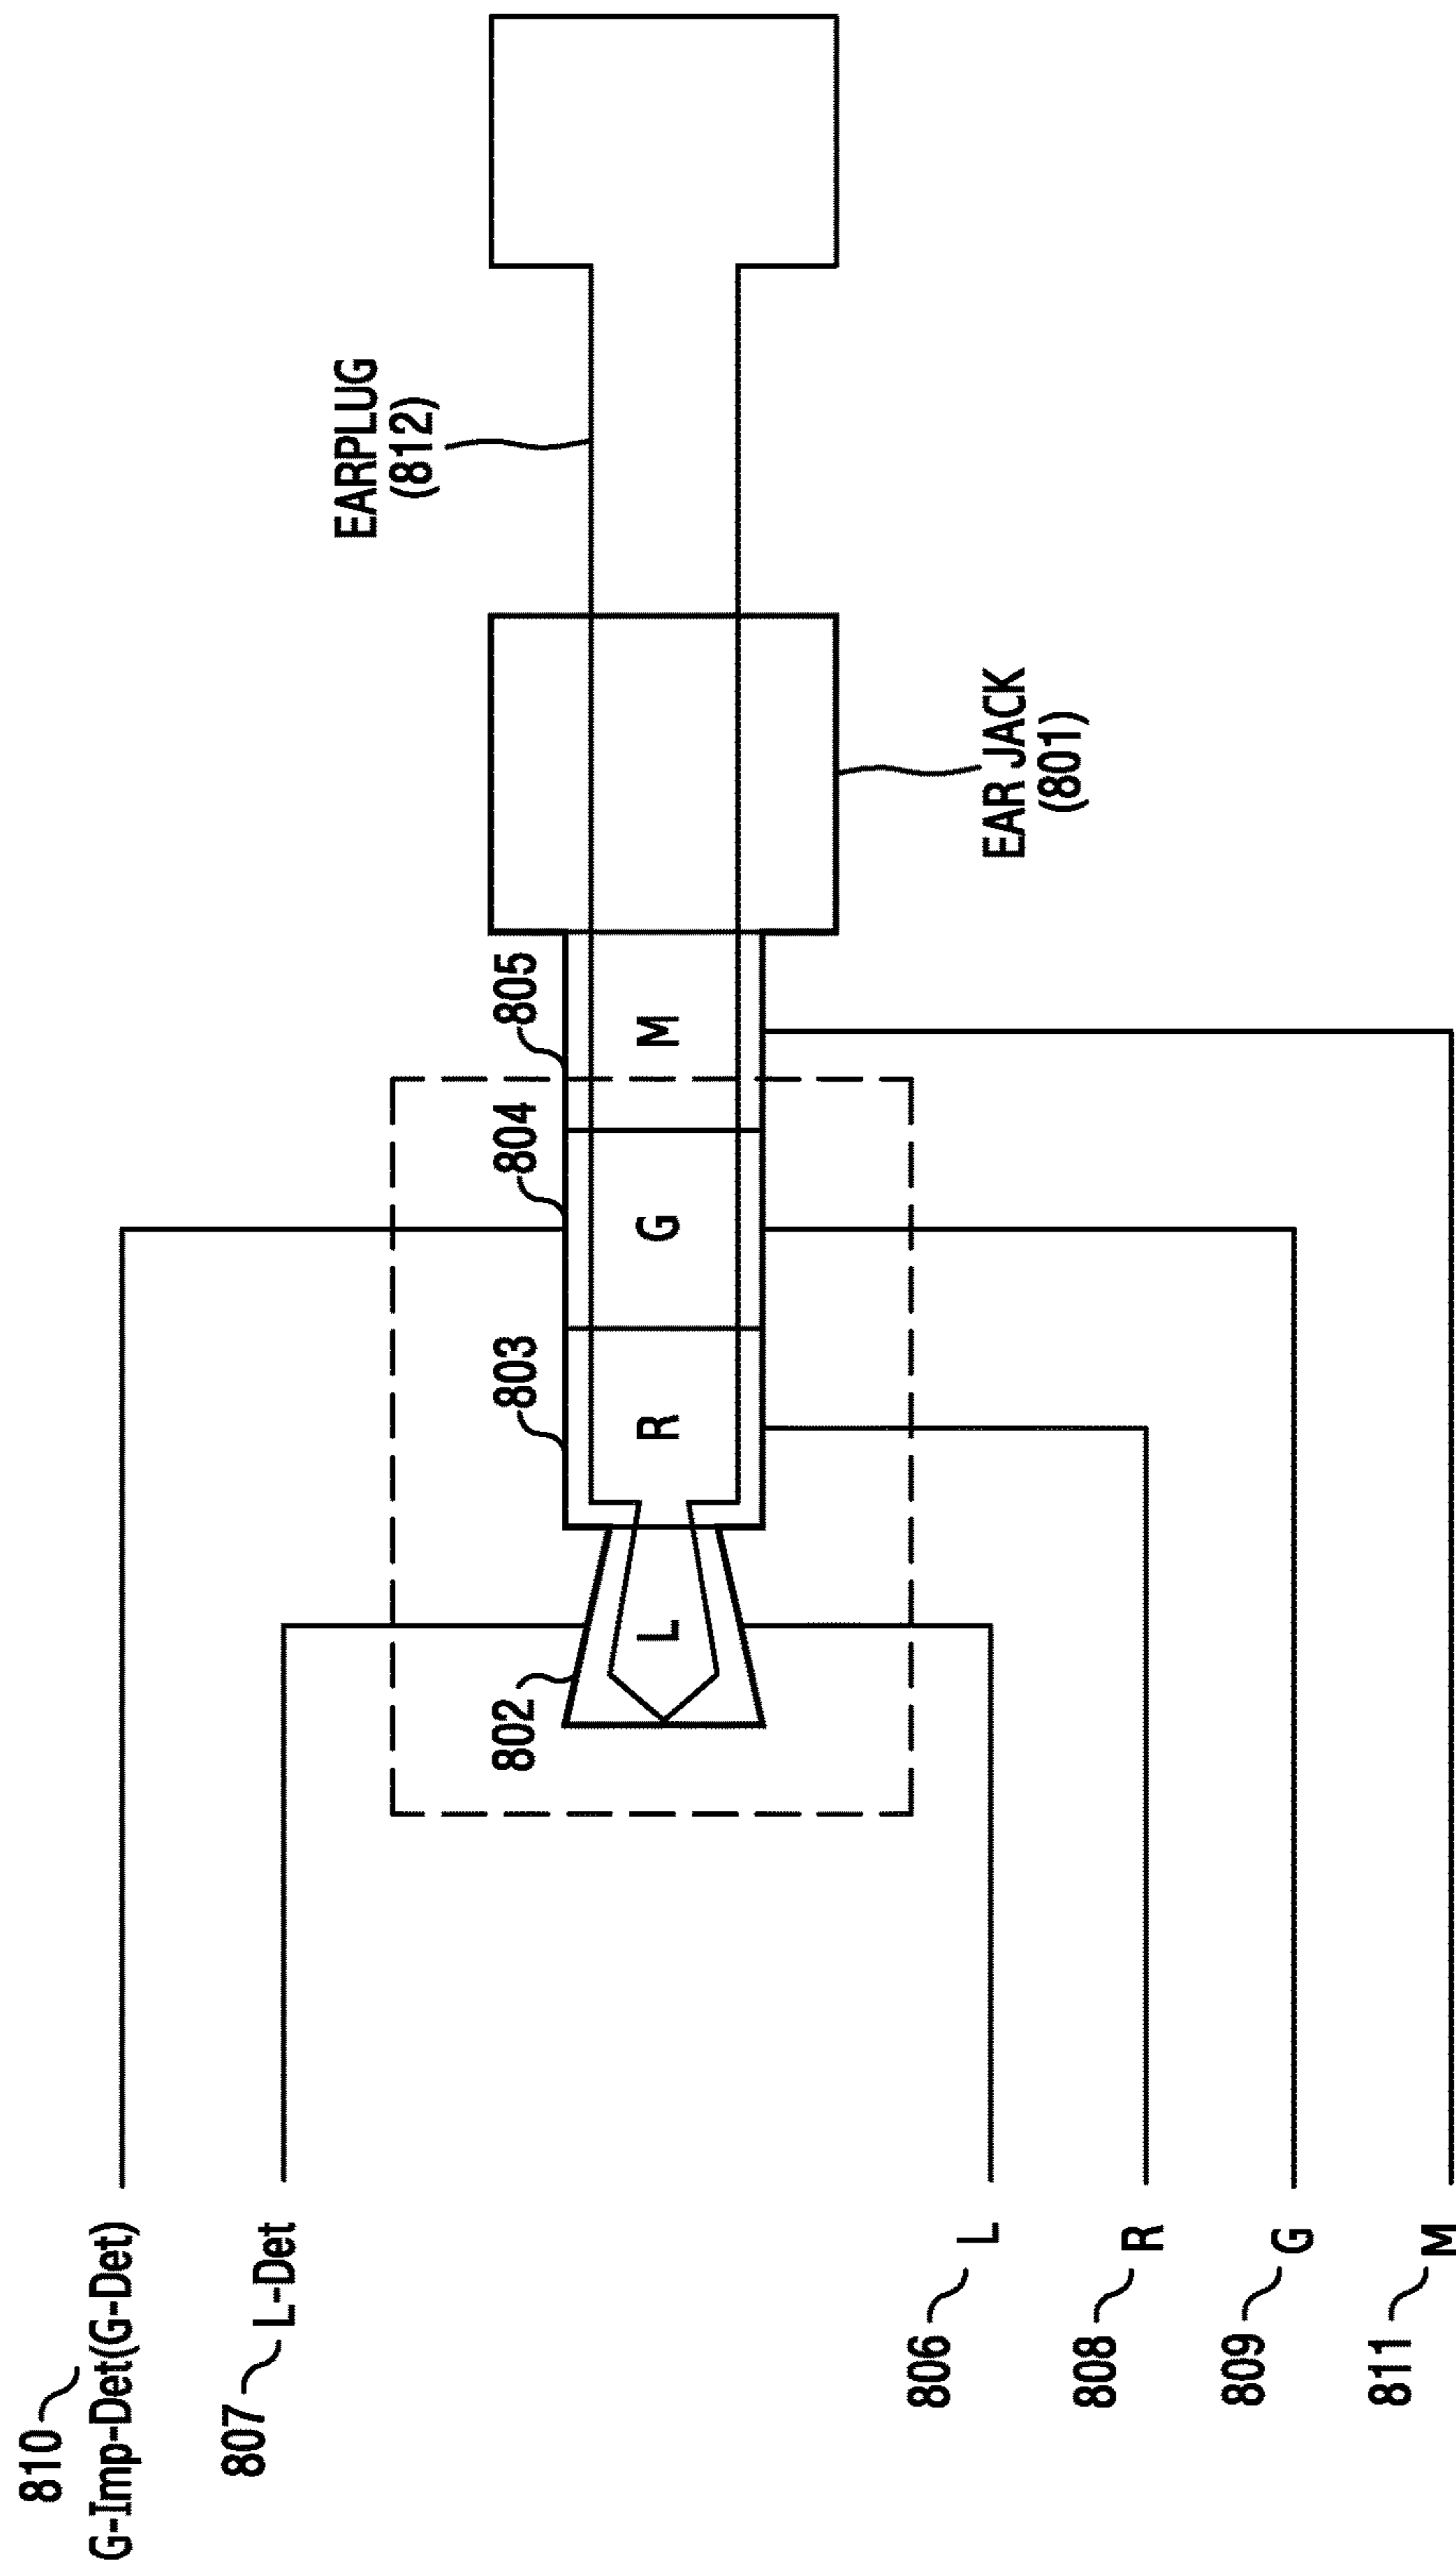 810
G-Imp-Det(G-Det)
807
L-Det
EARPLUG
(812)
802
803
804
805
L
R
G
M
EAR JACK
(801)
806
L
808
R
809
G
811
M